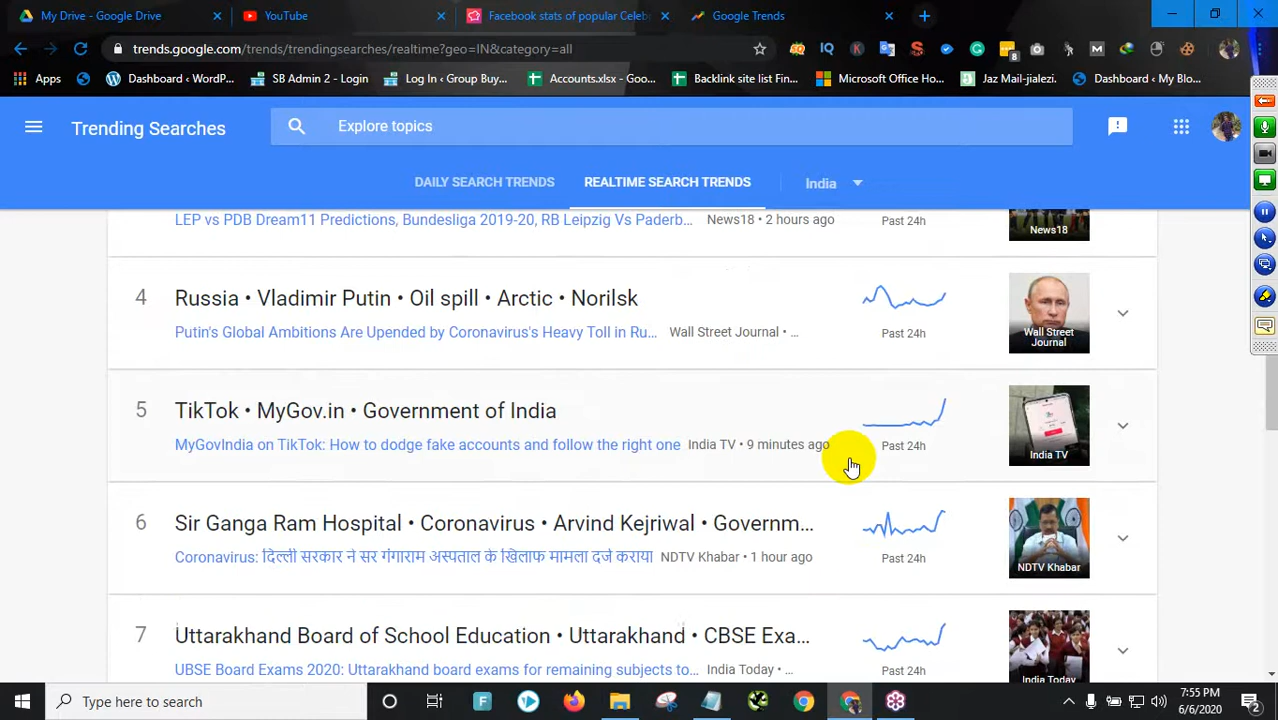 My Drive - Google Drive
YouTube
Facebook stats of popular Celeb
Google Trends
trends.google.com/trends/trendingsearches/realtime?geo=IN&category=all
Apps
Dashboard ‹ WordP...
SB Admin 2 - Login
Log In ‹ Group Buy...
Accounts.xlsx - Goo...
Backlink site list Fin...
Microsoft Office Ho...
Jaz Mail-jialezi.
Dashboard ‹ My Blo...
Trending Searches
Explore topics
DAILY SEARCH TRENDS
REALTIME SEARCH TRENDS
India
LEP vs PDB Dream11 Predictions, Bundesliga 2019-20, RB Leipzig Vs Paderb...
News18 • 2 hours ago
Past 24h
News18
4
Russia • Vladimir Putin • Oil spill • Arctic • Norilsk
Putin's Global Ambitions Are Upended by Coronavirus's Heavy Toll in Ru...
Wall Street Journal • ...
Past 24h
Wall Street
Journal
5
TikTok • MyGov.in • Government of India
MyGovIndia on TikTok: How to dodge fake accounts and follow the right one
India TV • 9 minutes ago
Past 24h
India TV
6
Sir Ganga Ram Hospital • Coronavirus • Arvind Kejriwal • Governm...
Coronavirus: दिल्ली सरकार ने सर गंगाराम अस्पताल के खिलाफ मामला दर्ज कराया
NDTV Khabar • 1 hour ago
Past 24h
NDTV Khabar
7
Uttarakhand Board of School Education • Uttarakhand • CBSE Exa...
UBSE Board Exams 2020: Uttarakhand board exams for remaining subjects to...
India Today • ...
Past 24h
India Today
Type here to search
7:55 PM
6/6/2020